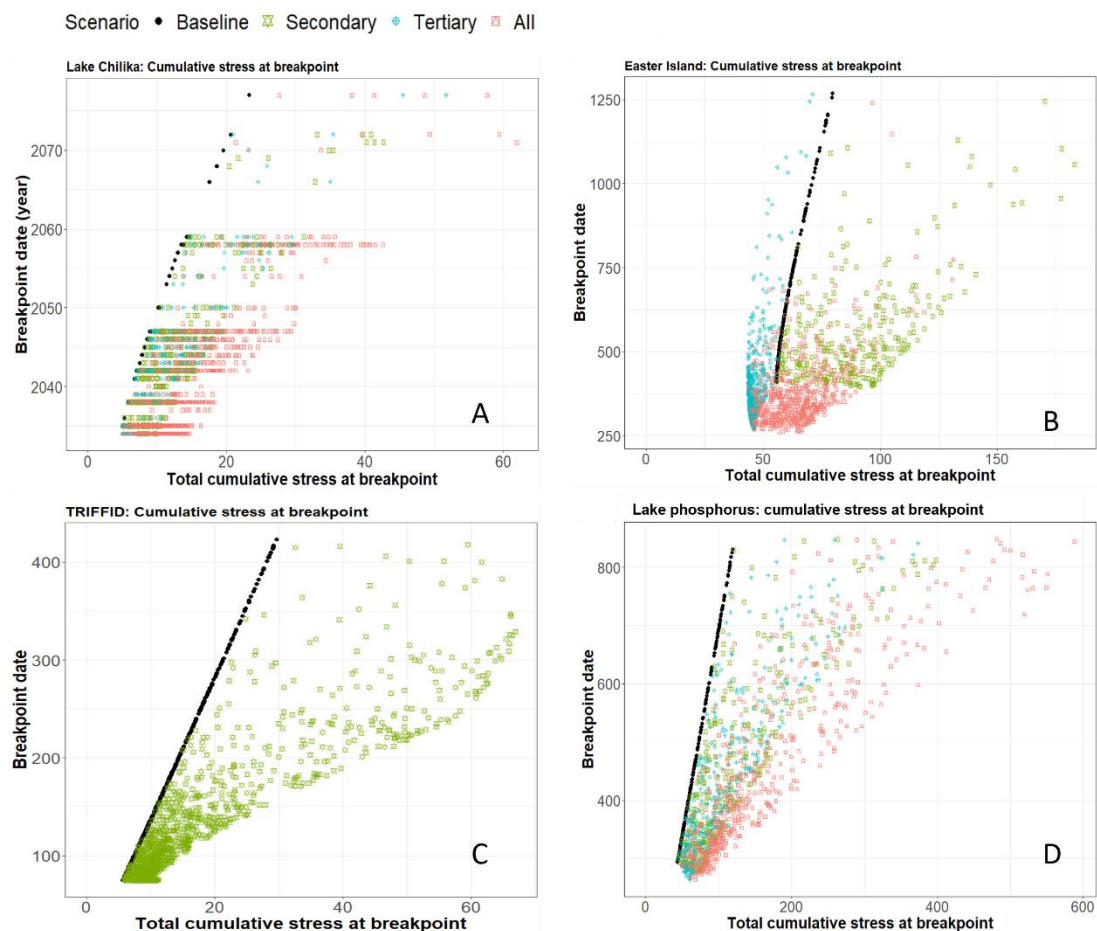 Scenario Baseline Secondary Tertiary All
Lake Chilika: Cumulative stress at breakpoint
Breakpoint date (year)
2070
2060
2050
2040
A
0 20 40 60
Total cumulative stress at breakpoint
Easter Island: Cumulative stress at breakpoint
Breakpoint date
1250
1000
750
500
250
B
0 50 100 150
Total cumulative stress at breakpoint
TRIFFID: Cumulative stress at breakpoint
Breakpoint date
400
300
200
100
C
0 20 40 60
Total cumulative stress at breakpoint
Lake phosphorus: cumulative stress at breakpoint
Breakpoint date
800
600
400
D
0 200 400 600
Total cumulative stress at breakpoint